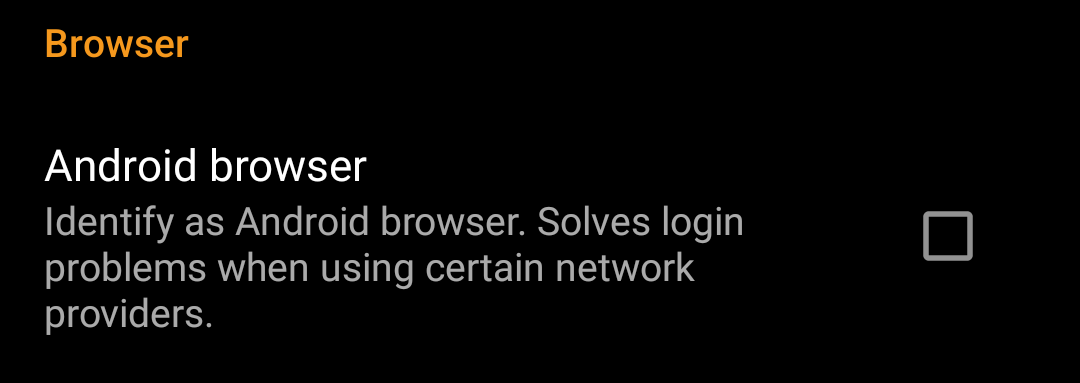 Browser
Android browser
Identify as Android browser. Solves login
problems when using certain network
providers.